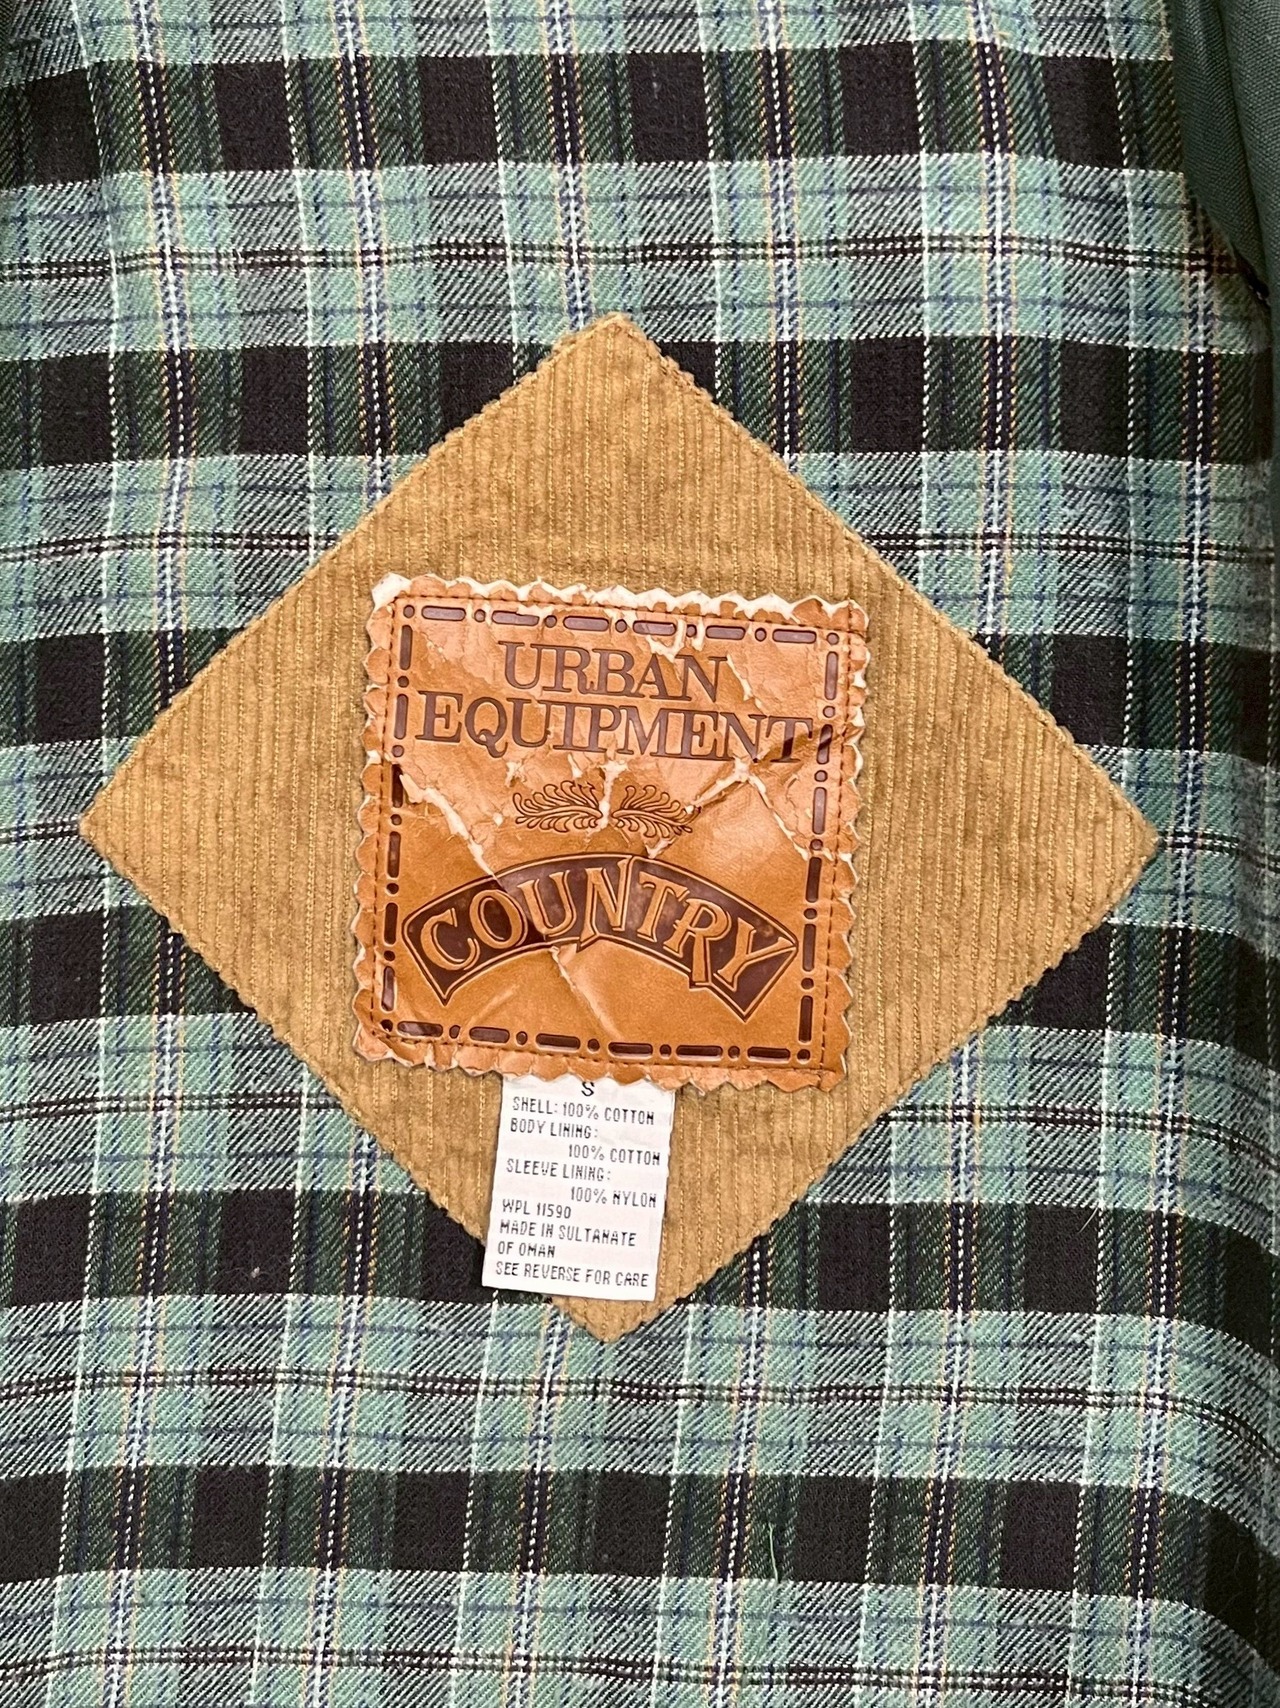 URBAN
EQUIPMENT
COUNTRY
S
SHELL: 100% COTTON
BODY LINING:
100% COTTON
SLEEVE LINING:
100% NYLON
WPL 11590
MADE IN SULTANATE
OF OMAN
SEE REVERSE FOR CARE